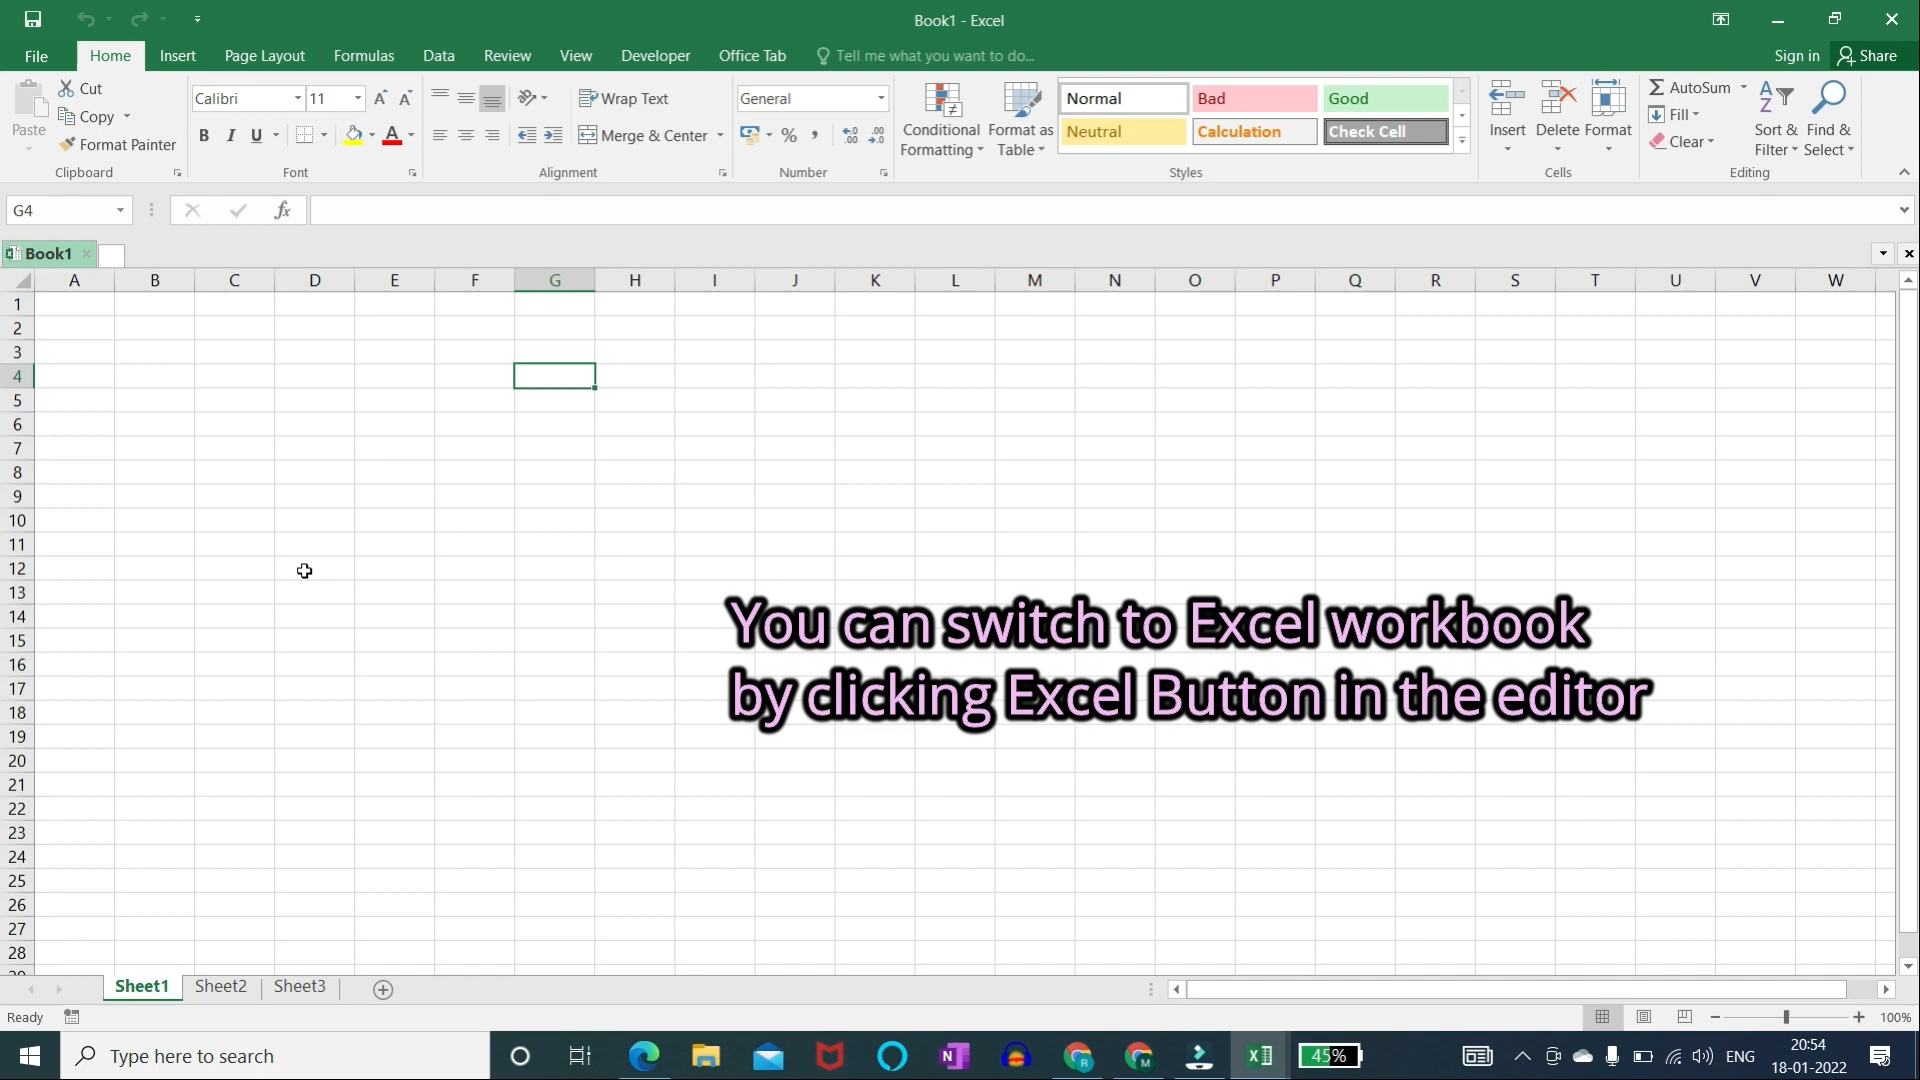 Book1 - Excel
File Home Insert Page Layout Formulas Data Review View Developer Office Tab Tell me what you want to do... Sign in Share
Paste
Cut
Copy
Format Painter
Clipboard
Calibri 11
B I U A
Font
Wrap Text
Merge & Center
Alignment
General
% ,
Number
Conditional Formatting
Format as Table
Normal Bad Good
Neutral Calculation Check Cell
Styles
Insert Delete Format
Cells
AutoSum
Fill
Clear
Sort & Filter
Find & Select
Editing
G4 fx
Book1
A B C D E F G H I J K L M N O P Q R S T U V W
1
2
3
4
5
6
7
8
9
10
11
12
13
14
15
16
17
18
19
20
21
22
23
24
25
26
27
28
29
You can switch to Excel workbook
by clicking Excel Button in the editor
Sheet1 Sheet2 Sheet3
Ready 100%
Type here to search 45% ENG 20:54
18-01-2022